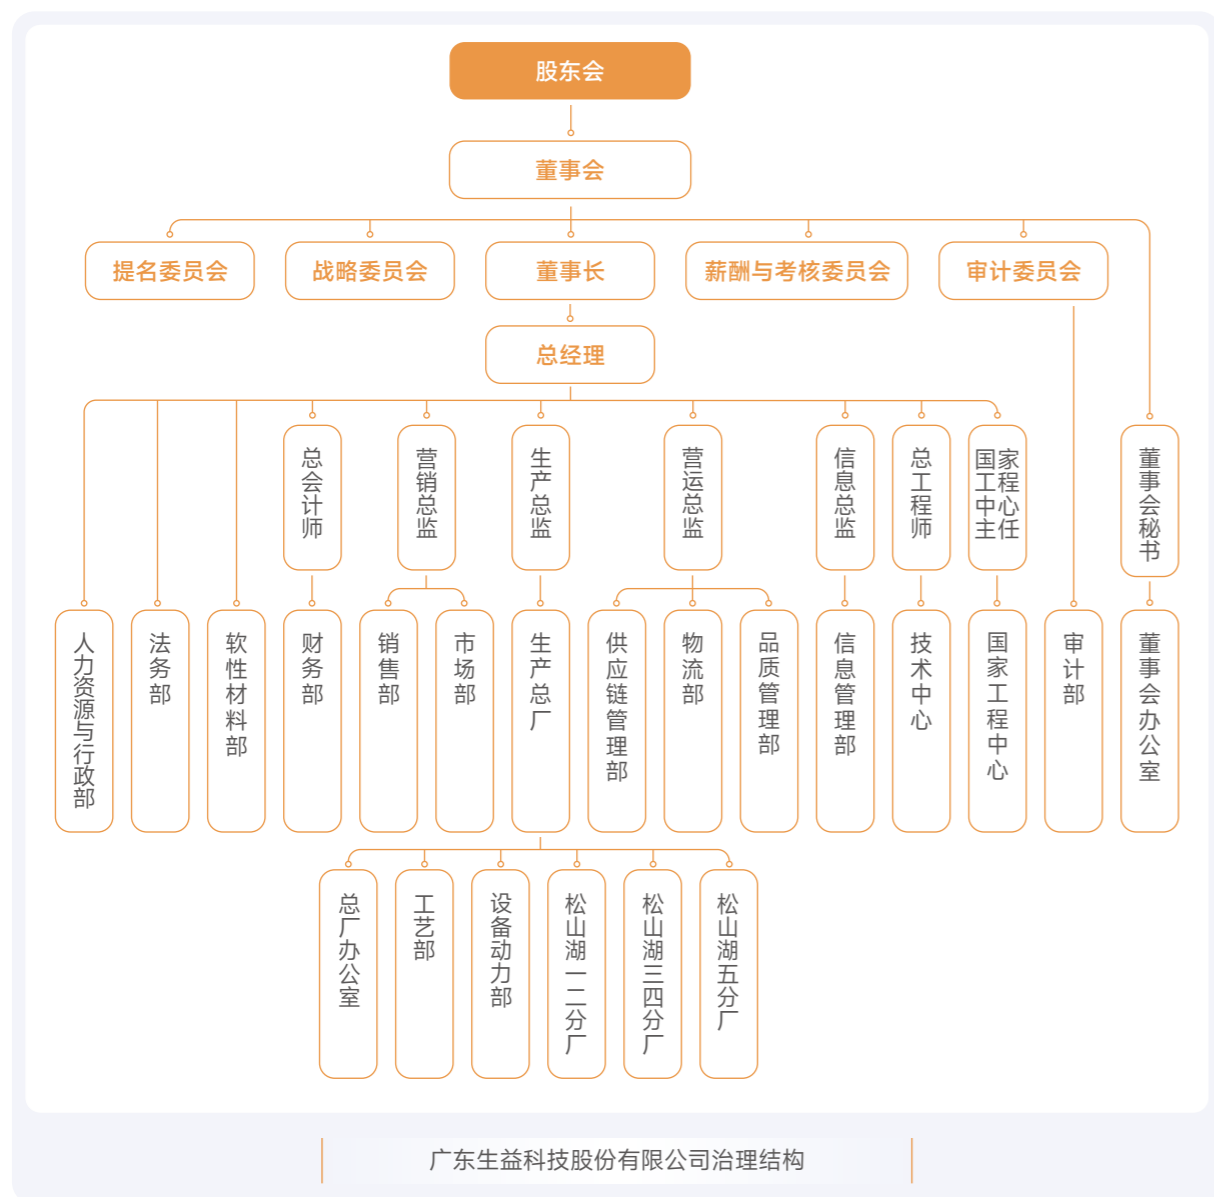 股东会
董事会
提名委员会
战略委员会
董事长
薪酬与考核委员会
审计委员会
总经理
总会计师
营销总监
生产总监
营运总监
信息总监
总工程师
国家工程中心主任
董事会秘书
人力资源与行政部
法务部
软性材料部
财务部
销售部
市场部
生产总厂
供应链管理部
物流部
品质管理部
信息管理部
技术中心
国家工程中心
审计部
董事会办公室
总厂办公室
工艺部
设备动力部
松山湖一二分厂
松山湖三四分厂
松山湖五分厂
广东生益科技股份有限公司治理结构